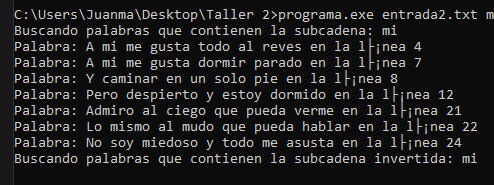 C:\Users\Juanma\Desktop\Taller 2>programa.exe entrada2.txt m
Buscando palabras que contienen la subcadena: mi
Palabra: A mi me gusta todo al reves en la l├¡nea 4
Palabra: A mi me gusta dormir parado en la l├¡nea 7
Palabra: Y caminar en un solo pie en la l├¡nea 8
Palabra: Pero despierto y estoy dormido en la l├¡nea 12
Palabra: Admiro al ciego que pueda verme en la l├¡nea 21
Palabra: Lo mismo al mudo que pueda hablar en la l├¡nea 22
Palabra: No soy miedoso y todo me asusta en la l├¡nea 24
Buscando palabras que contienen la subcadena invertida: mi